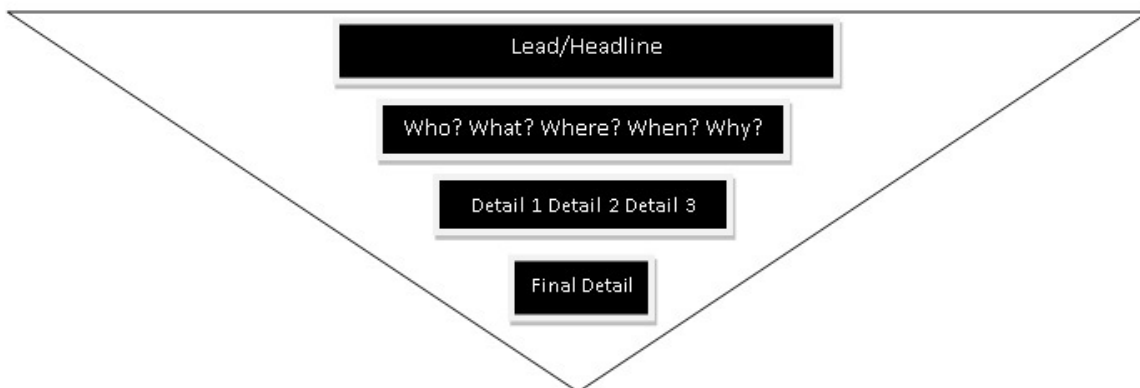 Lead/Headline
Who? What? Where? When? Why?
Detail 1 Detail 2 Detail 3
Final Detail